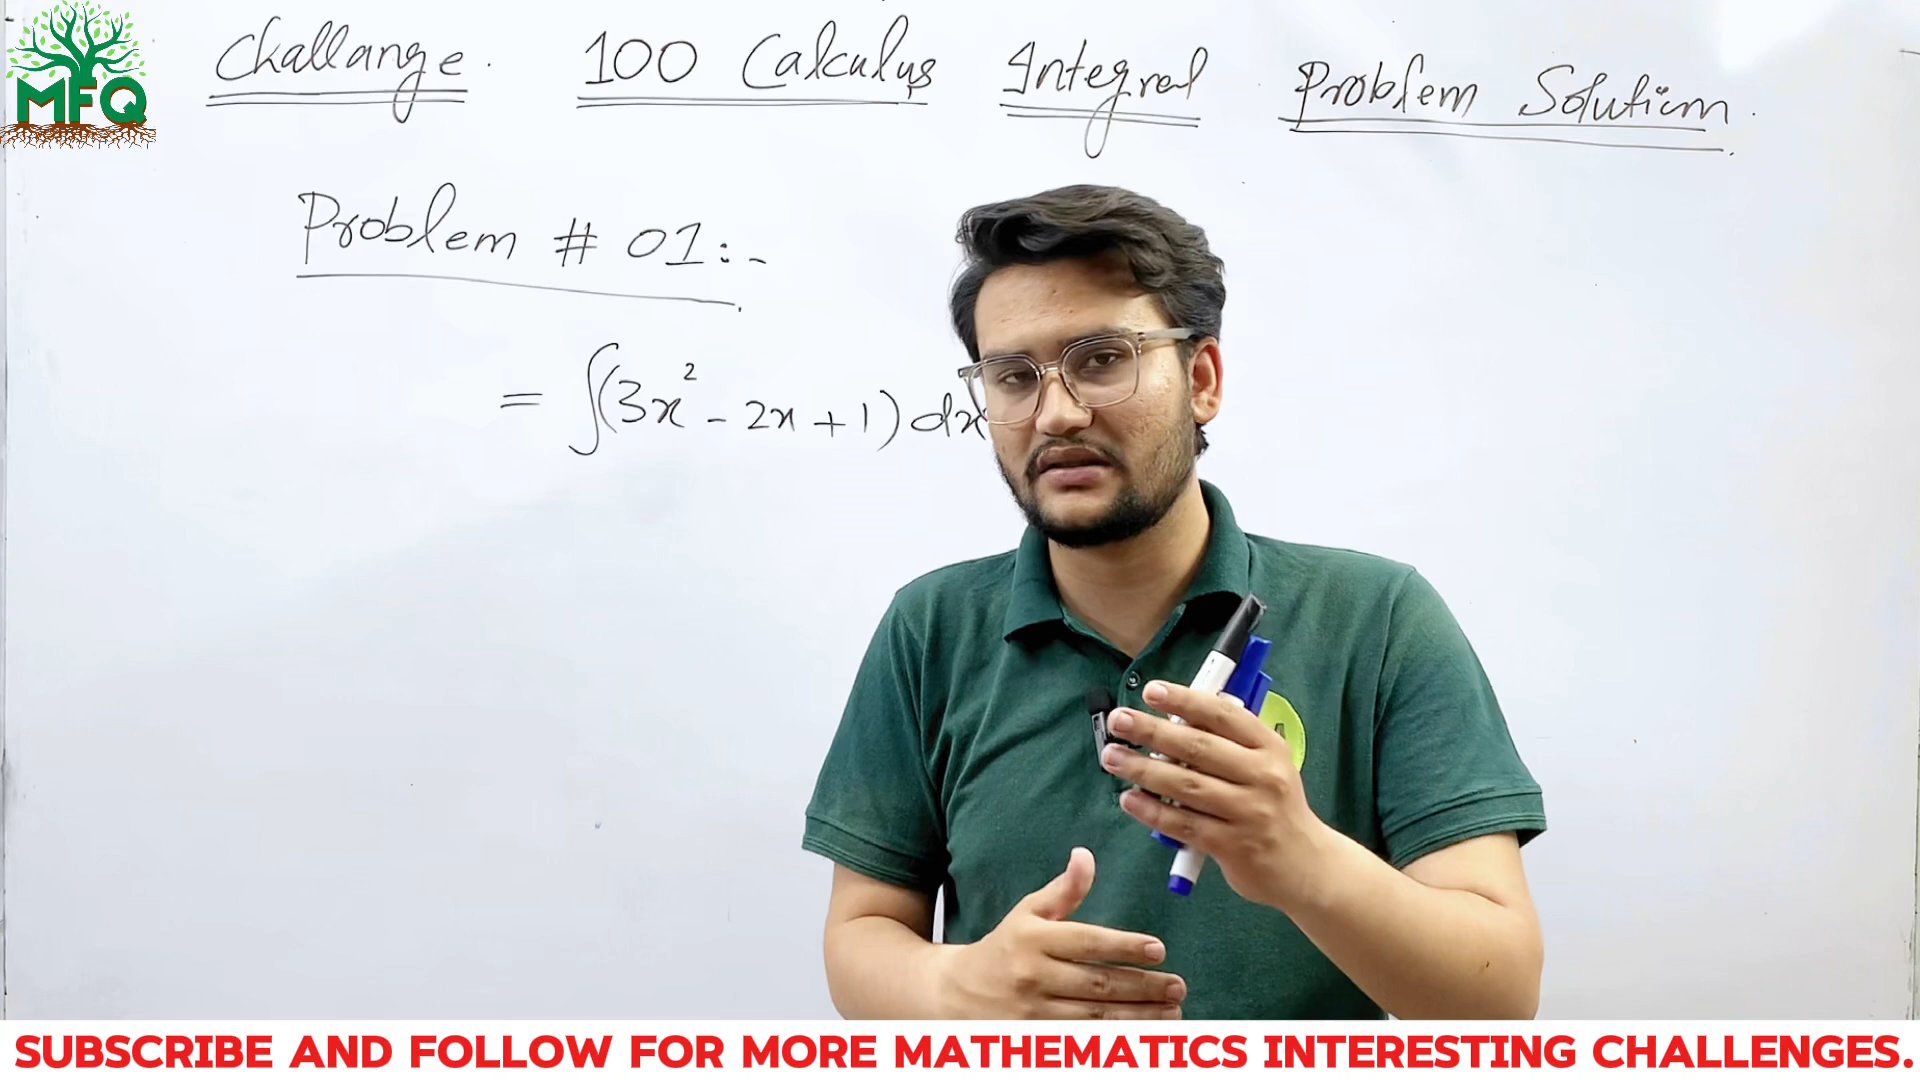 MFQ
Challange. 100 Calculus Integral Problem Solution.
Problem # 01:-
= ∫(3x² - 2x + 1) dx
SUBSCRIBE AND FOLLOW FOR MORE MATHEMATICS INTERESTING CHALLENGES.